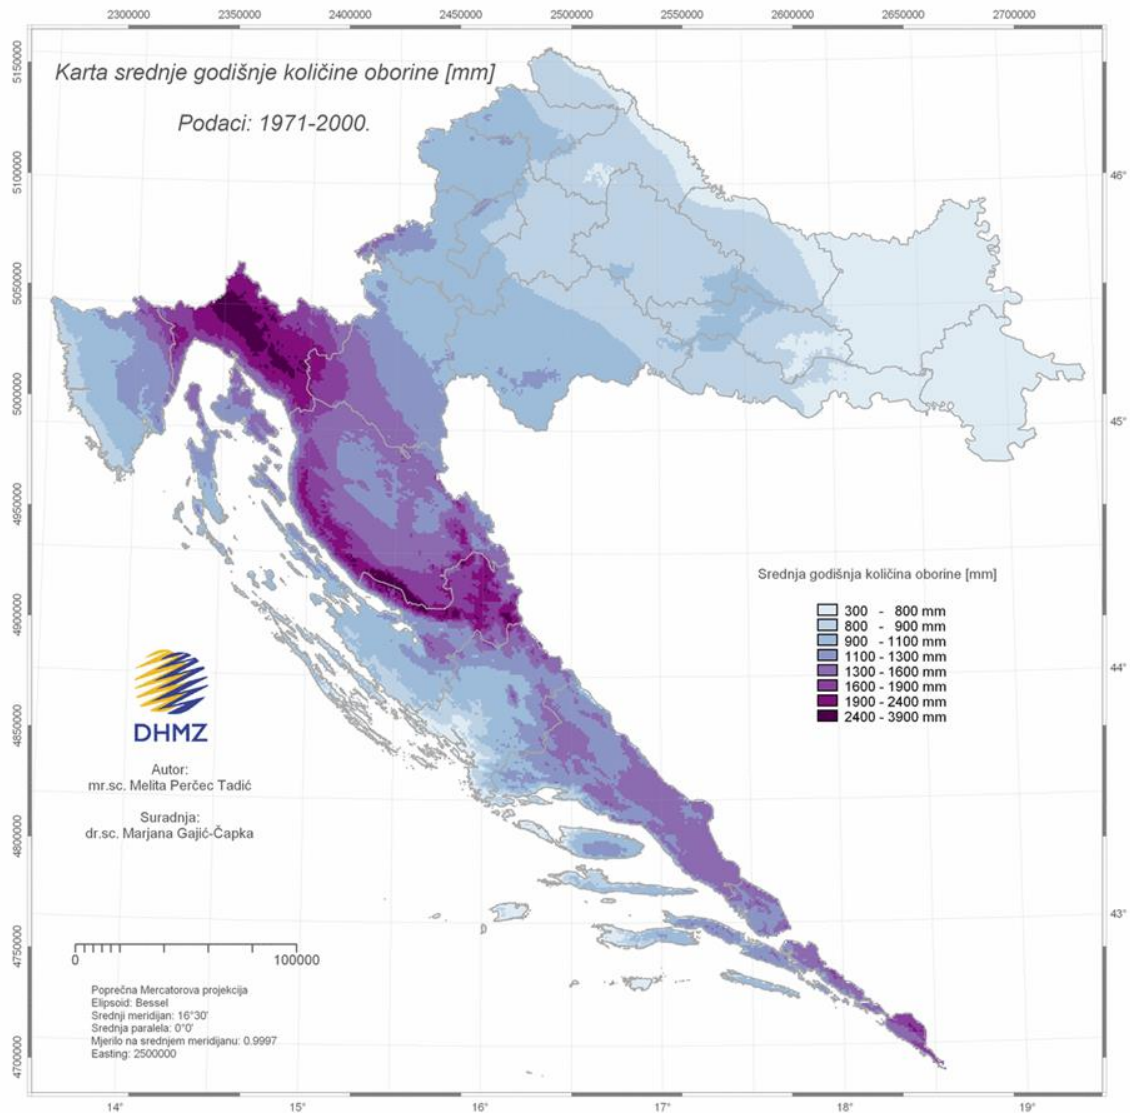 2300000 2350000 2400000 2450000 2500000 2550000 2600000 2650000 2700000
Karta srednje godišnje količine oborine [mm]
Podaci: 1971-2000.
5150000
5100000
5050000
5000000
4950000
4900000
4850000
4800000
4750000
4700000
46°
45°
44°
43°
Srednja godišnja količina oborine [mm]
300 - 800 mm
800 - 900 mm
900 - 1100 mm
1100 - 1300 mm
1300 - 1600 mm
1600 - 1900 mm
1900 - 2400 mm
2400 - 3900 mm
DHMZ
Autor:
mr.sc. Melita Perčec Tadić
Suradnja:
dr.sc. Marjana Gajić-Čapka
0 100000
Poprečna Mercatorova projekcija
Elipsoid: Bessel
Srednji meridijan: 16°30'
Srednja paralela: 0°0'
Mjerilo na srednjem meridijanu: 0.9997
Easting: 2500000
14° 15° 16° 17° 18° 19°